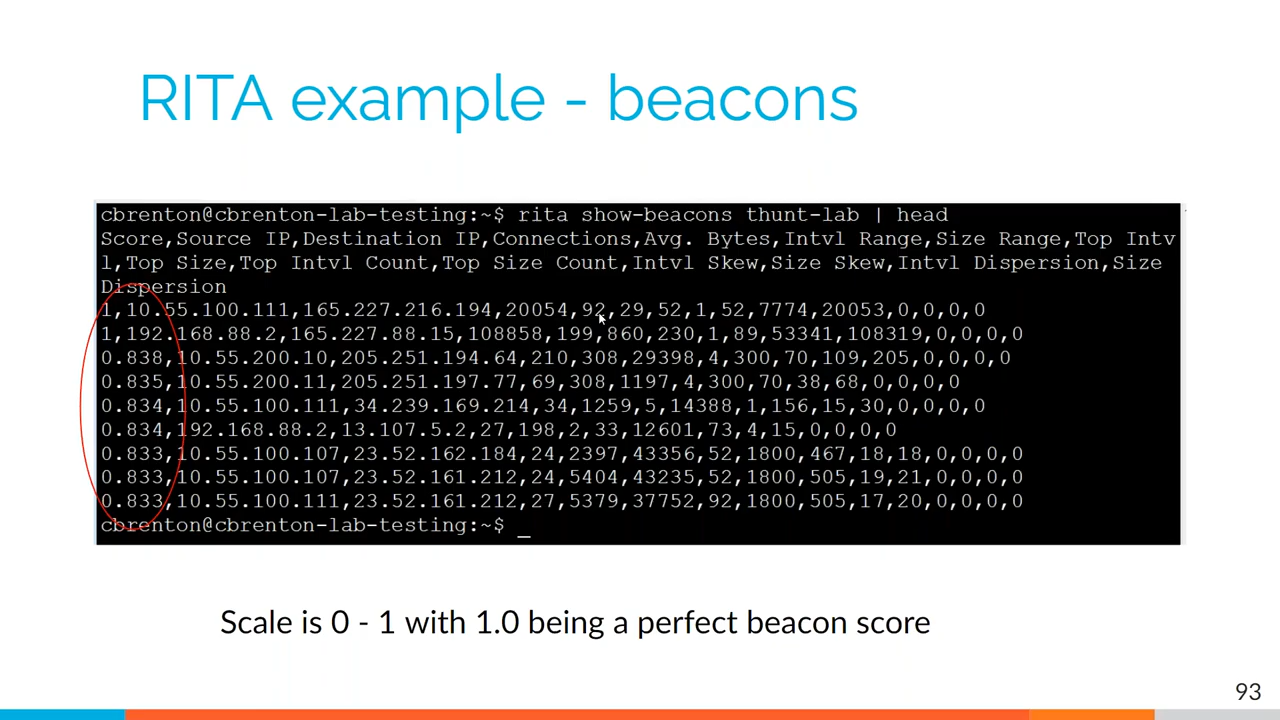 RITA example - beacons
cbrenton@cbrenton-lab-testing:~$ rita show-beacons thunt-lab | head
Score,Source IP,Destination IP,Connections,Avg. Bytes,Intvl Range,Size Range,Top Intv
l,Top Size,Top Intvl Count,Top Size Count,Intvl Skew,Size Skew,Intvl Dispersion,Size
Dispersion
1,10.55.100.111,165.227.216.194,20054,92,29,52,1,52,7774,20053,0,0,0,0
1,192.168.88.2,165.227.88.15,108858,199,860,230,1,89,53341,108319,0,0,0,0
0.838,10.55.200.10,205.251.194.64,210,308,29398,4,300,70,109,205,0,0,0,0
0.835,10.55.200.11,205.251.197.77,69,308,1197,4,300,70,38,68,0,0,0,0
0.834,10.55.100.111,34.239.169.214,34,1259,5,14388,1,156,15,30,0,0,0,0
0.834,192.168.88.2,13.107.5.2,27,198,2,33,12601,73,4,15,0,0,0,0
0.833,10.55.100.107,23.52.162.184,24,2397,43356,52,1800,467,18,18,0,0,0,0
0.833,10.55.100.107,23.52.161.212,24,5404,43235,52,1800,505,19,21,0,0,0,0
0.833,10.55.100.111,23.52.161.212,27,5379,37752,92,1800,505,17,20,0,0,0,0
cbrenton@cbrenton-lab-testing:~$ _
Scale is 0 - 1 with 1.0 being a perfect beacon score
93